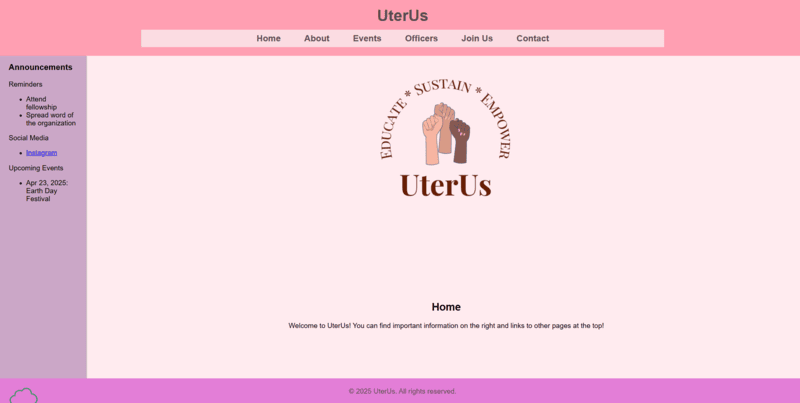 UterUs
Home About Events Officers Join Us Contact
Announcements
Reminders
Attend
fellowship
Spread word of
the organization
Social Media
Instagram
Upcoming Events
Apr 23, 2025:
Earth Day
Festival
EDUCATE * SUSTAIN * EMPOWER
UterUs
Home
Welcome to UterUs! You can find important information on the right and links to other pages at the top!
© 2025 UterUs. All rights reserved.